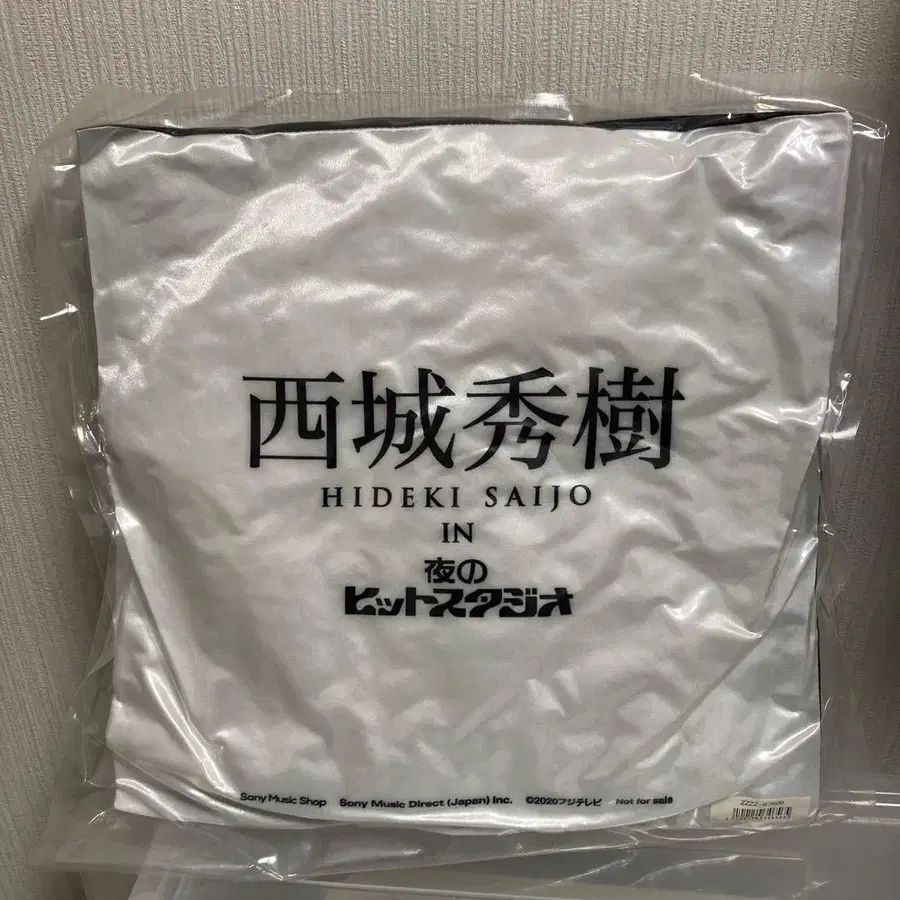 西城秀樹
HIDEKI SAIJO
IN
夜の
ヒットスタジオ
Sony Music Shop Sony Music Direct (Japan) Inc. ©2020フジテレビ Not for sale